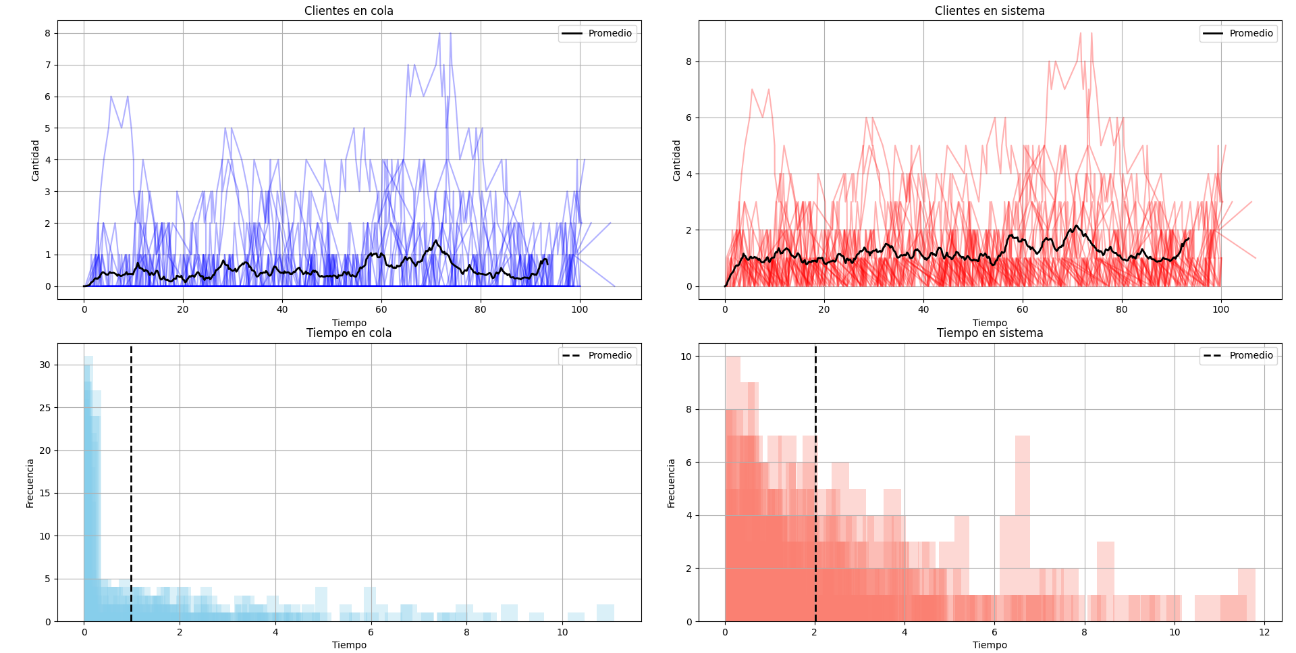 Clientes en cola
Promedio
Cantidad
8
7
6
5
4
3
2
1
0
0 20 40 60 80 100
Tiempo
Clientes en sistema
Promedio
Cantidad
8
6
4
2
0
0 20 40 60 80 100
Tiempo
Tiempo en cola
Promedio
Frecuencia
30
25
20
15
10
5
0
0 2 4 6 8 10
Tiempo
Tiempo en sistema
Promedio
Frecuencia
10
8
6
4
2
0
0 2 4 6 8 10 12
Tiempo